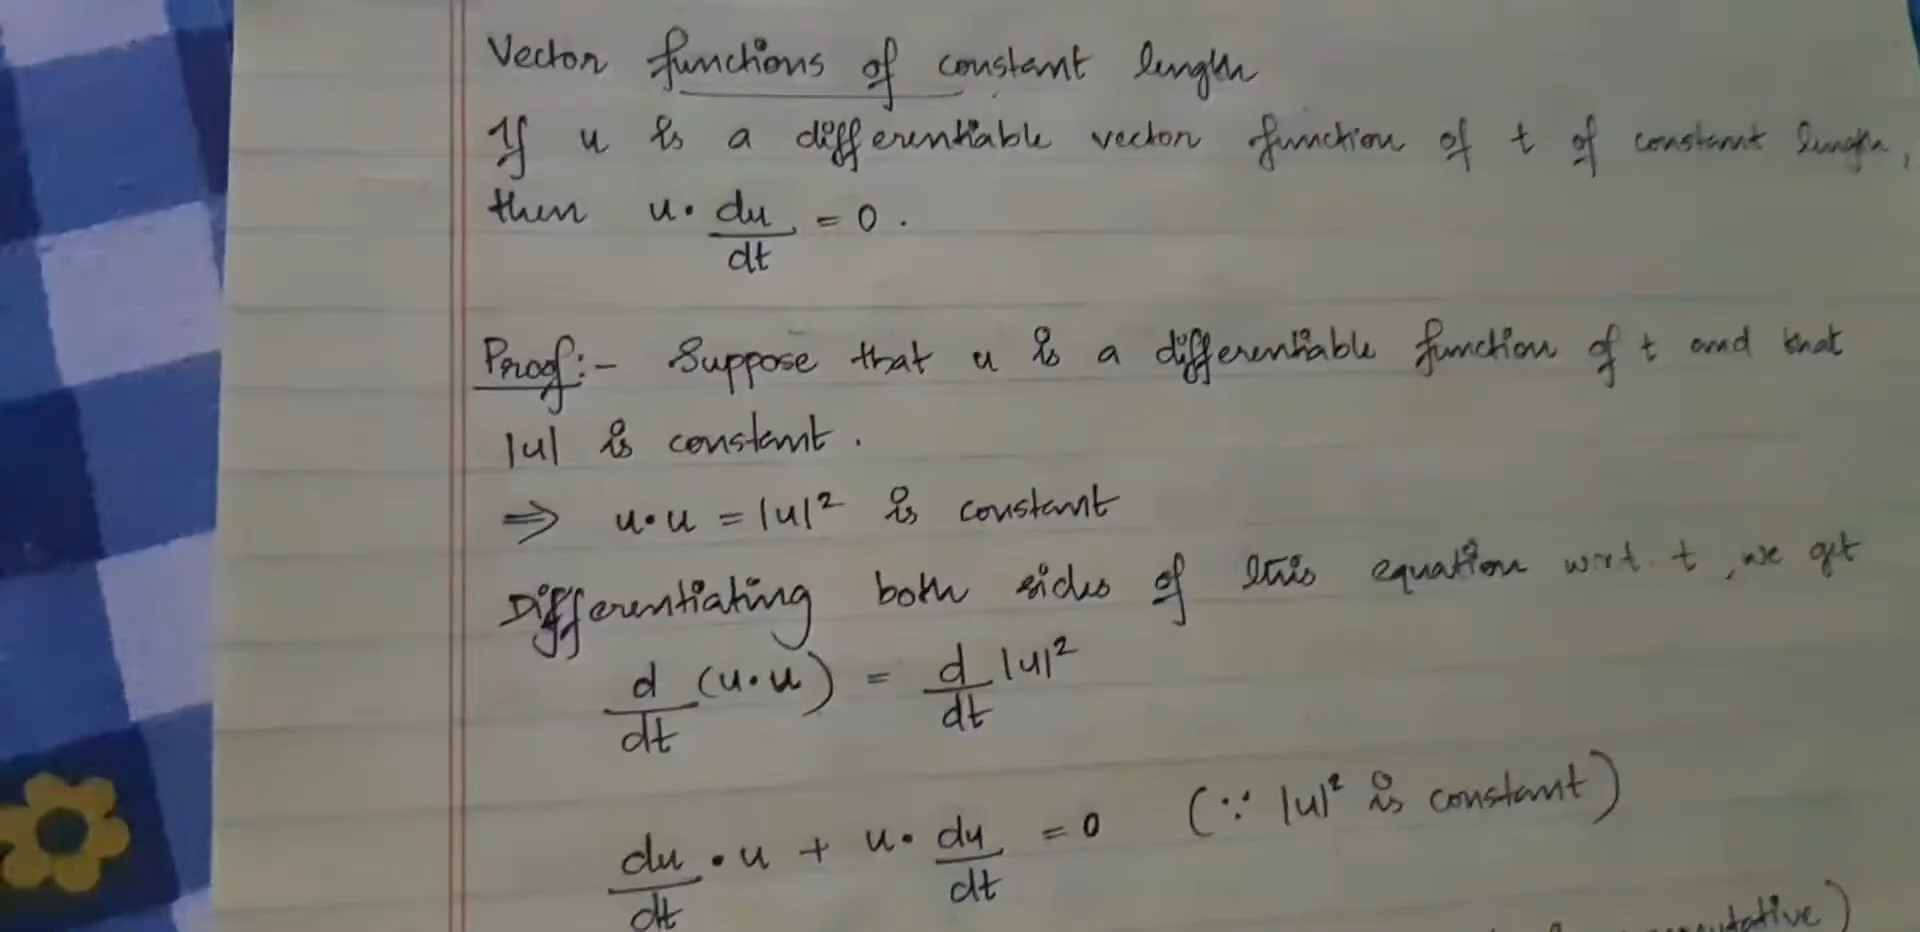 Vector functions of constant length
If u is a differentiable vector function of t of constant length,
then u · du/dt = 0.
Proof:- Suppose that u is a differentiable function of t and that
|u| is constant.
⇒ u·u = |u|² is constant
Differentiating both sides of this equation w.r.t. t, we get
d/dt (u·u) = d/dt |u|²
du/dt · u + u · du/dt = 0 (∵ |u|² is constant)